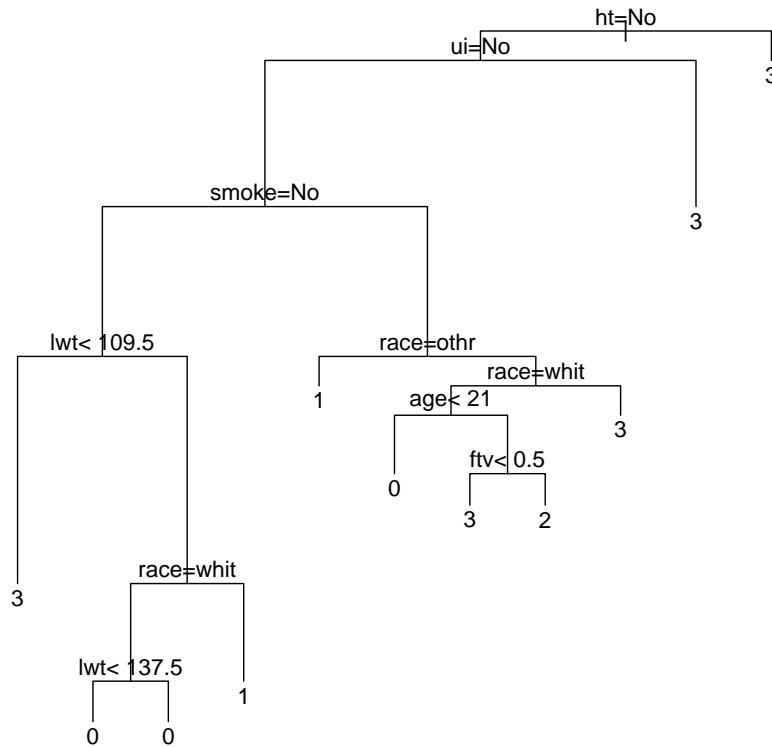 ht=No
ui=No
3
smoke=No
3
lwt< 109.5
race=othr
1
race=whit
age< 21
3
0
ftv< 0.5
3
2
3
race=whit
lwt< 137.5
1
0
0